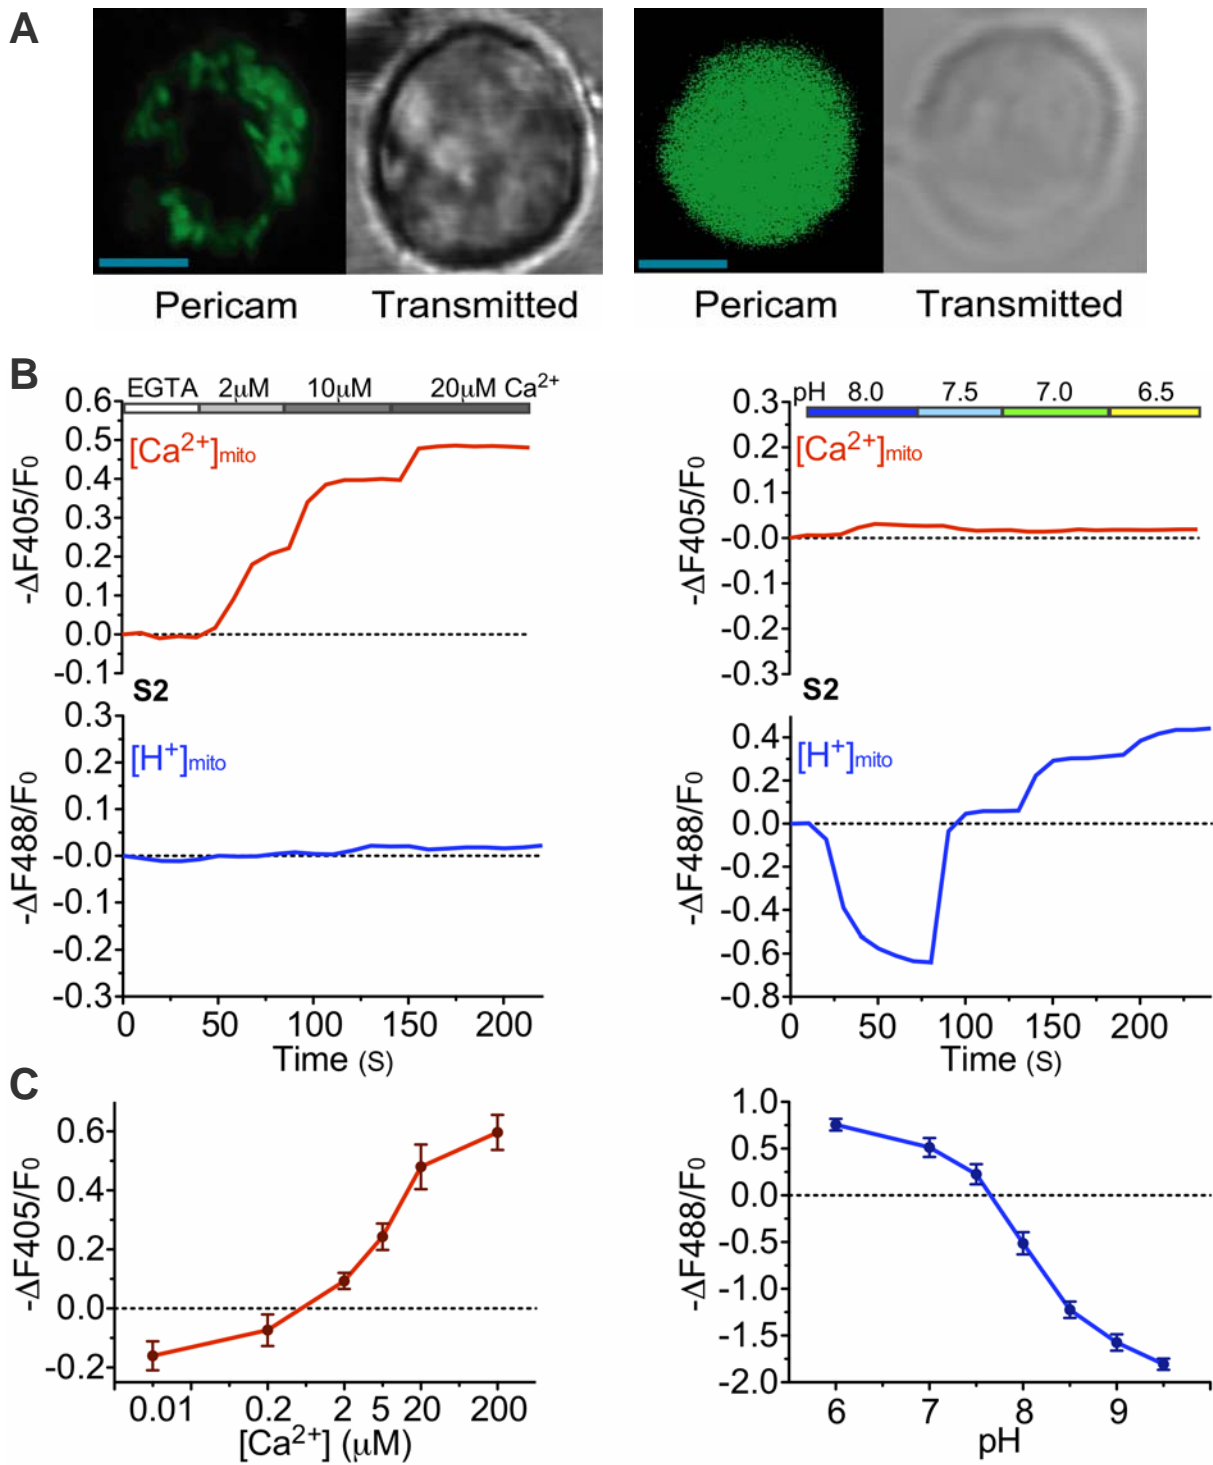 A
Pericam Transmitted Pericam Transmitted
B
EGTA 2μM 10μM 20μM Ca2+
0.6
0.5
0.4
0.3
0.2
0.1
0.0
-0.1
-ΔF405/F0
[Ca2+]mito
S2
pH 8.0 7.5 7.0 6.5
0.3
0.2
0.1
-0.0
-0.1
-0.2
-0.3
-ΔF405/F0
[Ca2+]mito
S2
0.3
0.2
0.1
-0.0
-0.1
-0.2
-0.3
-ΔF488/F0
[H+]mito
0 50 100 150 200
Time (S)
0.4
0.2
0.0
-0.2
-0.4
-0.6
-0.8
-ΔF488/F0
[H+]mito
0 50 100 150 200
Time (S)
C
0.6
0.4
0.2
0.0
-0.2
-ΔF405/F0
0.01 0.2 2 5 20 200
[Ca2+] (μM)
1.0
0.5
0.0
-0.5
-1.0
-1.5
-2.0
-ΔF488/F0
6 7 8 9
pH